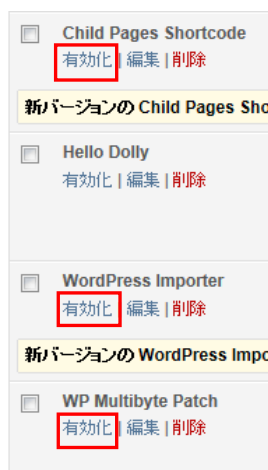 Child Pages Shortcode
有効化 | 編集 | 削除
新バージョンの Child Pages Sho
Hello Dolly
有効化 | 編集 | 削除
WordPress Importer
有効化 | 編集 | 削除
新バージョンの WordPress Impo
WP Multibyte Patch
有効化 | 編集 | 削除